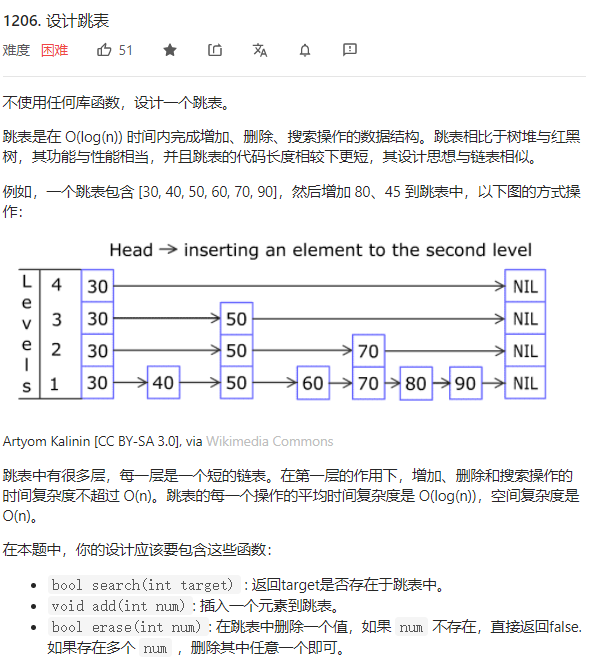 1206. 设计跳表
难度 困难 51
不使用任何库函数，设计一个跳表。
跳表是在 O(log(n)) 时间内完成增加、删除、搜索操作的数据结构。跳表相比于树堆与红黑
树，其功能与性能相当，并且跳表的代码长度相较下更短，其设计思想与链表相似。
例如，一个跳表包含 [30, 40, 50, 60, 70, 90]，然后增加 80、45 到跳表中，以下图的方式操
作：
Head → inserting an element to the second level
Levels
4 30 NIL
3 30 50 NIL
2 30 50 70 NIL
1 30 40 50 60 70 80 90 NIL
Artyom Kalinin [CC BY-SA 3.0], via Wikimedia Commons
跳表中有很多层，每一层是一个短的链表。在第一层的作用下，增加、删除和搜索操作的
时间复杂度不超过 O(n)。跳表的每一个操作的平均时间复杂度是 O(log(n))，空间复杂度是
O(n)。
在本题中，你的设计应该要包含这些函数：
• bool search(int target) : 返回target是否存在于跳表中。
• void add(int num) : 插入一个元素到跳表。
• bool erase(int num) : 在跳表中删除一个值，如果 num 不存在，直接返回false.
如果存在多个 num ，删除其中任意一个即可。